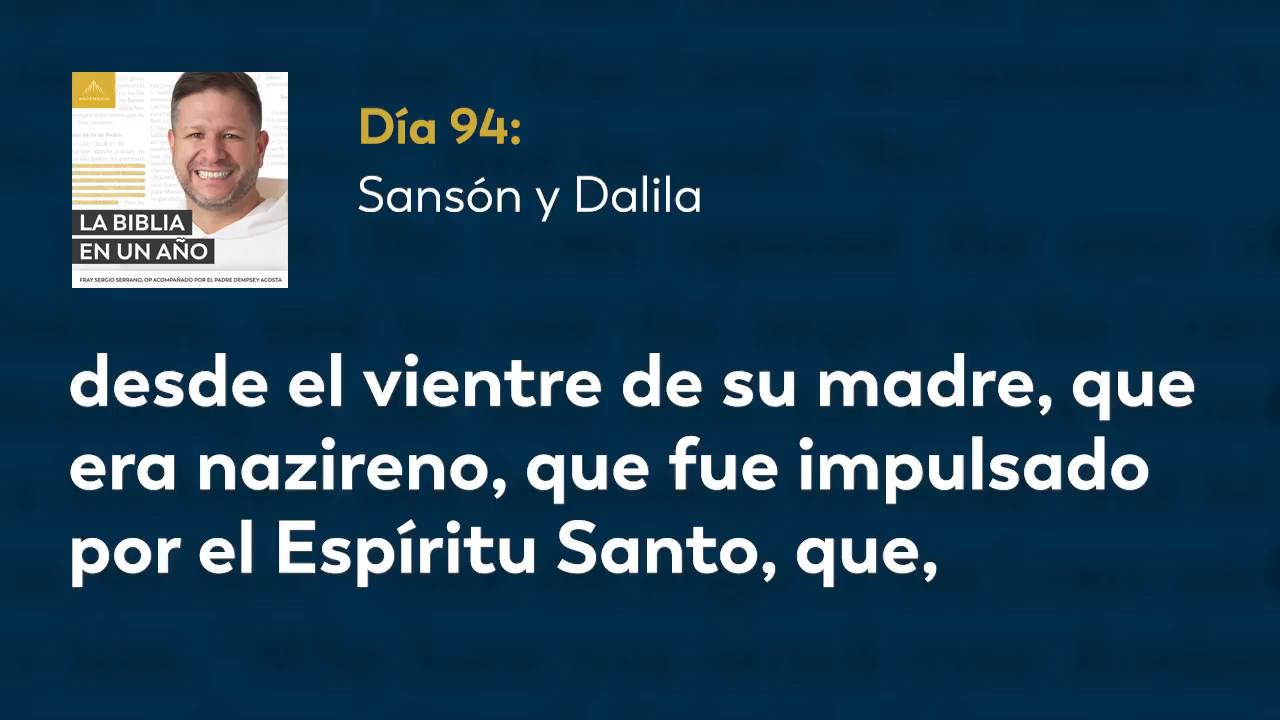 Día 94:
Sansón y Dalila
ASCENSION
LA BIBLIA
EN UN AÑO
FRAY SERGIO SERRANO, OP ACOMPAÑADO POR EL PADRE DEMPSEY ACOSTA
desde el vientre de su madre, que
era nazireno, que fue impulsado
por el Espíritu Santo, que,